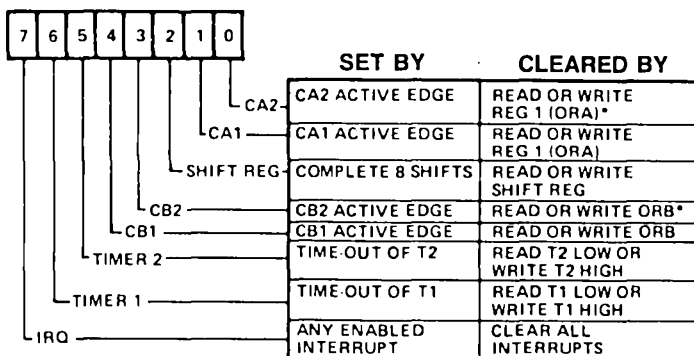 7 6 5 4 3 2 1 0
SET BY CLEARED BY
CA2 CA2 ACTIVE EDGE READ OR WRITE
REG 1 (ORA)*
CA1 CA1 ACTIVE EDGE READ OR WRITE
REG 1 (ORA)
SHIFT REG COMPLETE 8 SHIFTS READ OR WRITE
SHIFT REG
CB2 CB2 ACTIVE EDGE READ OR WRITE ORB*
CB1 CB1 ACTIVE EDGE READ OR WRITE ORB
TIMER 2 TIME-OUT OF T2 READ T2 LOW OR
WRITE T2 HIGH
TIMER 1 TIME-OUT OF T1 READ T1 LOW OR
WRITE T1 HIGH
IRQ ANY ENABLED CLEAR ALL
INTERRUPT INTERRUPTS